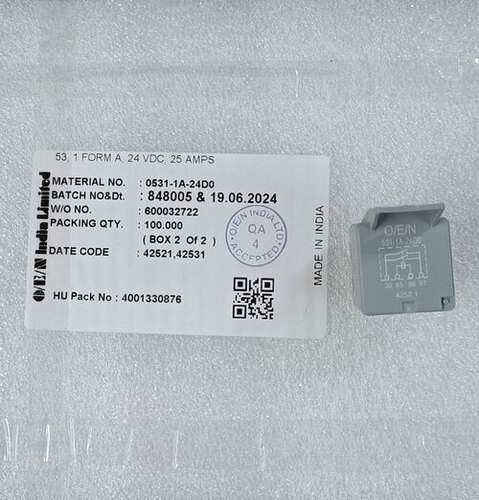 53, 1 FORM A, 24 VDC, 25 AMPS
O/E/N India Limited
MATERIAL NO. : 0531-1A-24D0
BATCH NO&Dt. : 848005 & 19.06.2024
W/O NO. : 600032722
PACKING QTY. : 100.000
( BOX 2 Of 2 )
DATE CODE : 42521,42531
HU Pack No : 4001330876
O/E/N INDIA LTD
QA
4
ACCEPTED
MADE IN INDIA
O/E/N
531-1A-24D0
30 85 86 87
4252 1